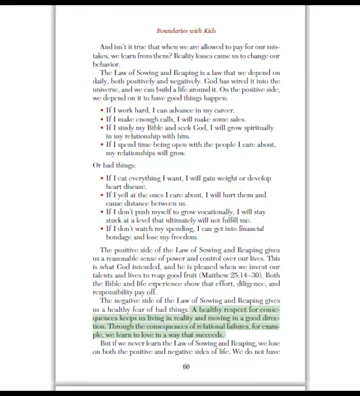 Boundaries with Kids
And isn't it true that when we are allowed to pay for our mis-
takes, we learn from them? Reality losses cause us to change our
behavior.
The Law of Sowing and Reaping is a law that we depend on
daily, both positively and negatively. God has wired it into the
universe, and we can build a life around it. On the positive side,
we depend on it to have good things happen:
• If I work hard, I can advance in my career.
• If I make enough calls, I will make some sales.
• If I study my Bible and seek God, I will grow spiritually
in my relationship with him.
• If I spend time being open with the people I care about,
my relationships will grow.
Or bad things:
• If I eat everything I want, I will gain weight or develop
heart disease.
• If I yell at the ones I care about, I will hurt them and
cause distance between us.
• If I don't push myself to grow vocationally, I will stay
stuck at a level that ultimately will not fulfill me.
• If I don't watch my spending, I can get into financial
bondage and lose my freedom.
The positive side of the Law of Sowing and Reaping gives
us a reasonable sense of power and control over our lives. This
is what God intended, and he is pleased when we invest our
talents and lives to reap good fruit (Matthew 25:14–30). Both
the Bible and life experience show that effort, diligence, and
responsibility pay off.
The negative side of the Law of Sowing and Reaping gives
us a healthy fear of bad things. A healthy respect for conse-
quences keeps us living in reality and moving in a good direc-
tion. Through the consequences of relational failures, for exam-
ple, we learn to love in a way that succeeds.
But if we never learn the Law of Sowing and Reaping, we lose
on both the positive and negative sides of life. We do not have
60